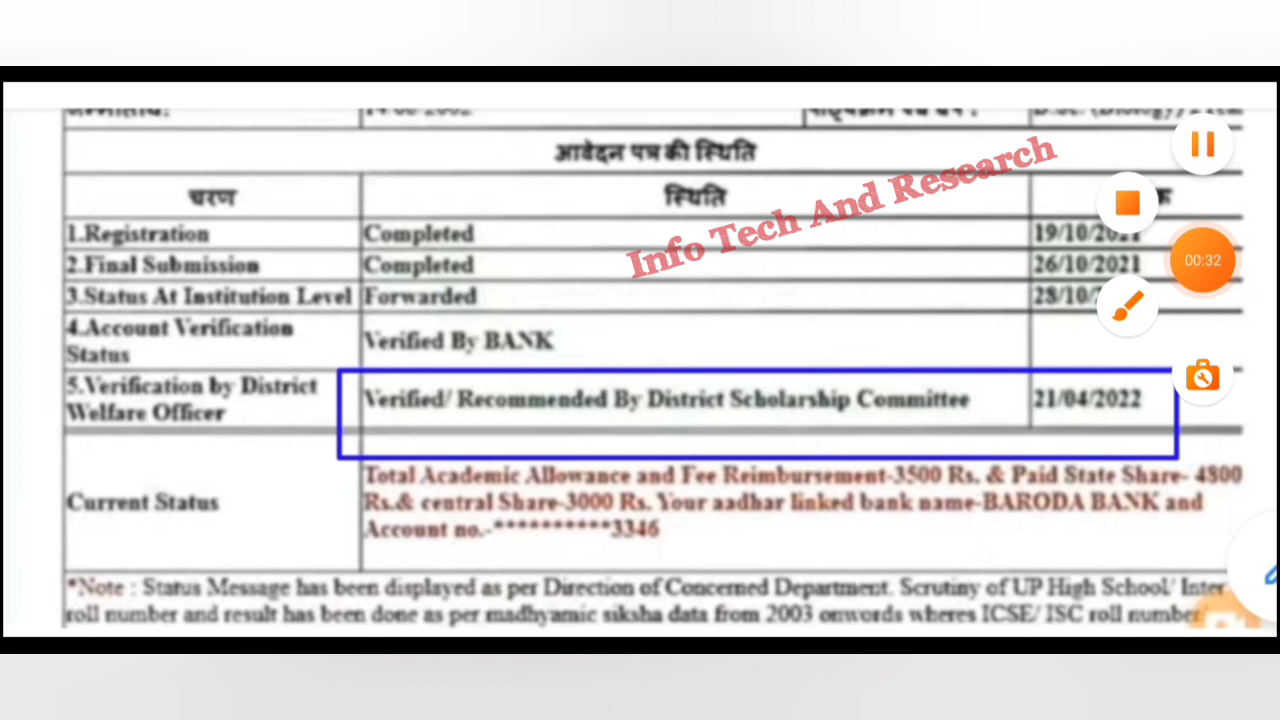 आवेदन पत्र की स्थिति
चरण स्थिति
Info Tech And Research
1.Registration Completed 19/10/2021
2.Final Submission Completed 26/10/2021
3.Status At Institution Level Forwarded 28/10/
4.Account Verification
Status
Verified By BANK
5.Verification by District
Welfare Officer
Verified/ Recommended By District Scholarship Committee 21/04/2022
Current Status
Total Academic Allowance and Fee Reimbursement-3500 Rs. & Paid State Share- 4800
Rs.& central Share-3000 Rs. Your aadhar linked bank name-BARODA BANK and
Account no.-**********3346
*Note : Status Message has been displayed as per Direction of Concerned Department. Scrutiny of UP High School/ Inter
roll number and result has been done as per madhyamic siksha data from 2003 onwords wheres ICSE/ ISC roll number
00:32